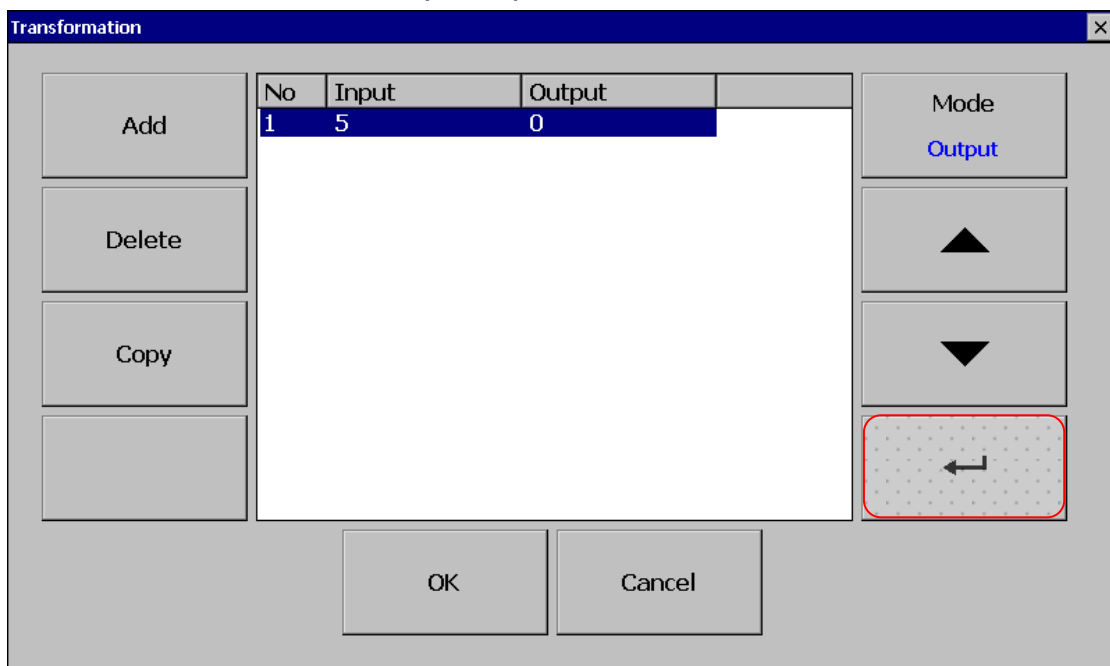 Transformation
Add
Delete
Copy
No Input Output
1 5 0
Mode
Output
OK Cancel